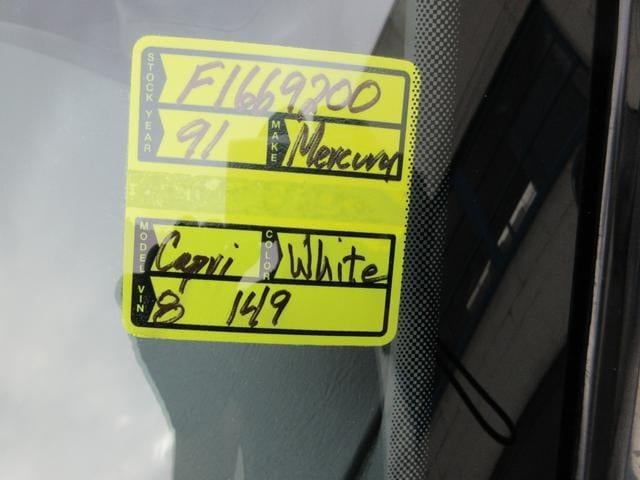 STOCK F1669200
YEAR 91 MAKE Mercury
MODEL Capri COLOR White
VIN 8 149